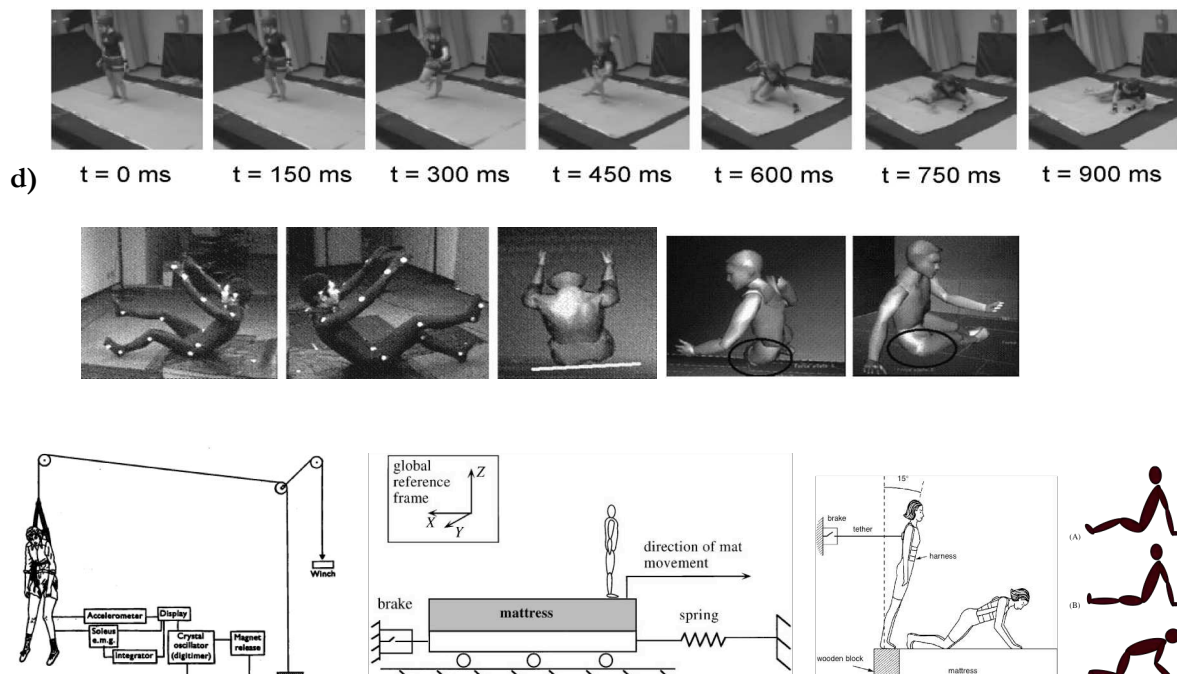 d)
t = 0 ms
t = 150 ms
t = 300 ms
t = 450 ms
t = 600 ms
t = 750 ms
t = 900 ms
Winch
Accelerometer
Display
Soleus
e.m.g.
Integrator
Crystal
oscillator
(digitimer)
Magnet
release
global
reference
frame
Z
X
Y
direction of mat
movement
brake
mattress
spring
15°
brake
tether
harness
wooden block
mattress
(A)
(B)